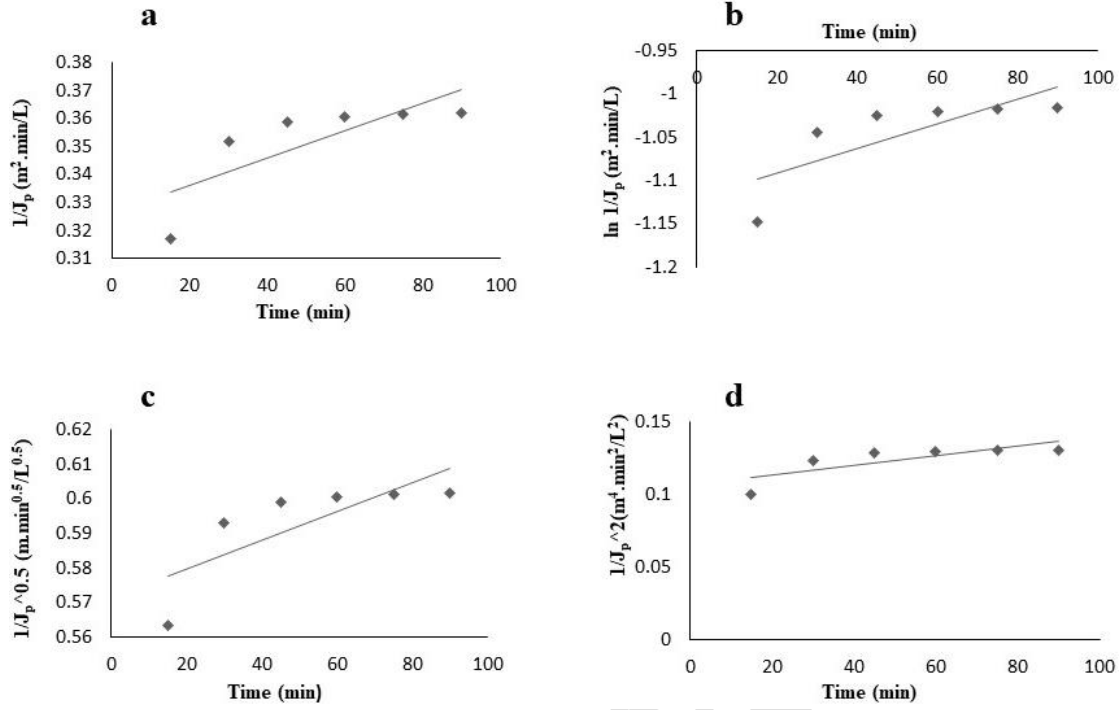 a
0.38
0.37
0.36
0.35
0.34
0.33
0.32
0.31
1/Jₚ (m².min/L)
0 20 40 60 80 100
Time (min)
b
Time (min)
-0.95
0 20 40 60 80 100
-1
-1.05
-1.1
-1.15
-1.2
ln 1/Jₚ (m².min/L)
c
0.62
0.61
0.6
0.59
0.58
0.57
0.56
1/Jₚ^0.5 (m.min⁰·⁵/L⁰·⁵)
0 20 40 60 80 100
Time (min)
d
0.15
0.1
0.05
0
1/Jₚ^2(m⁴.min²/L²)
0 20 40 60 80 100
Time (min)